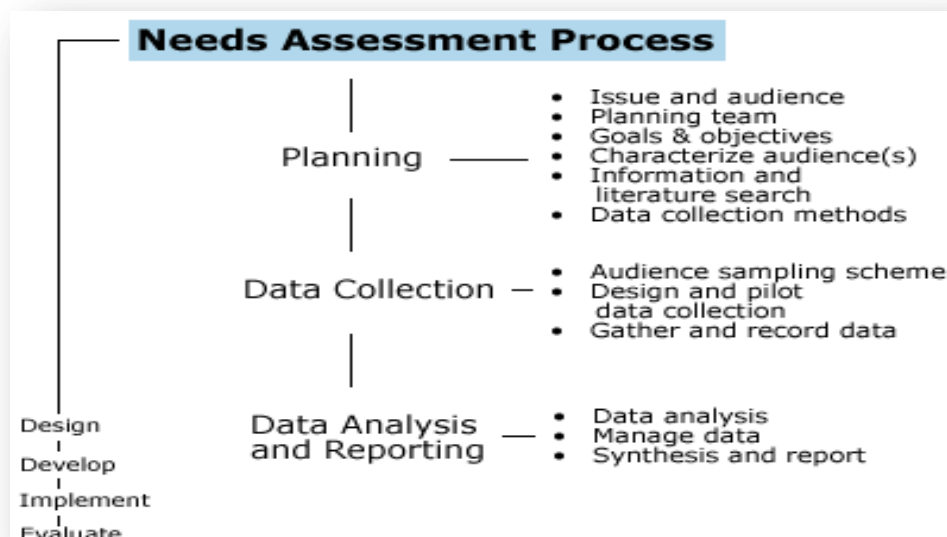 Needs Assessment Process
Planning
• Issue and audience
• Planning team
• Goals & objectives
• Characterize audience(s)
• Information and
literature search
• Data collection methods
Data Collection
• Audience sampling scheme
• Design and pilot
data collection
• Gather and record data
Data Analysis
and Reporting
• Data analysis
• Manage data
• Synthesis and report
Design
Develop
Implement
Evaluate